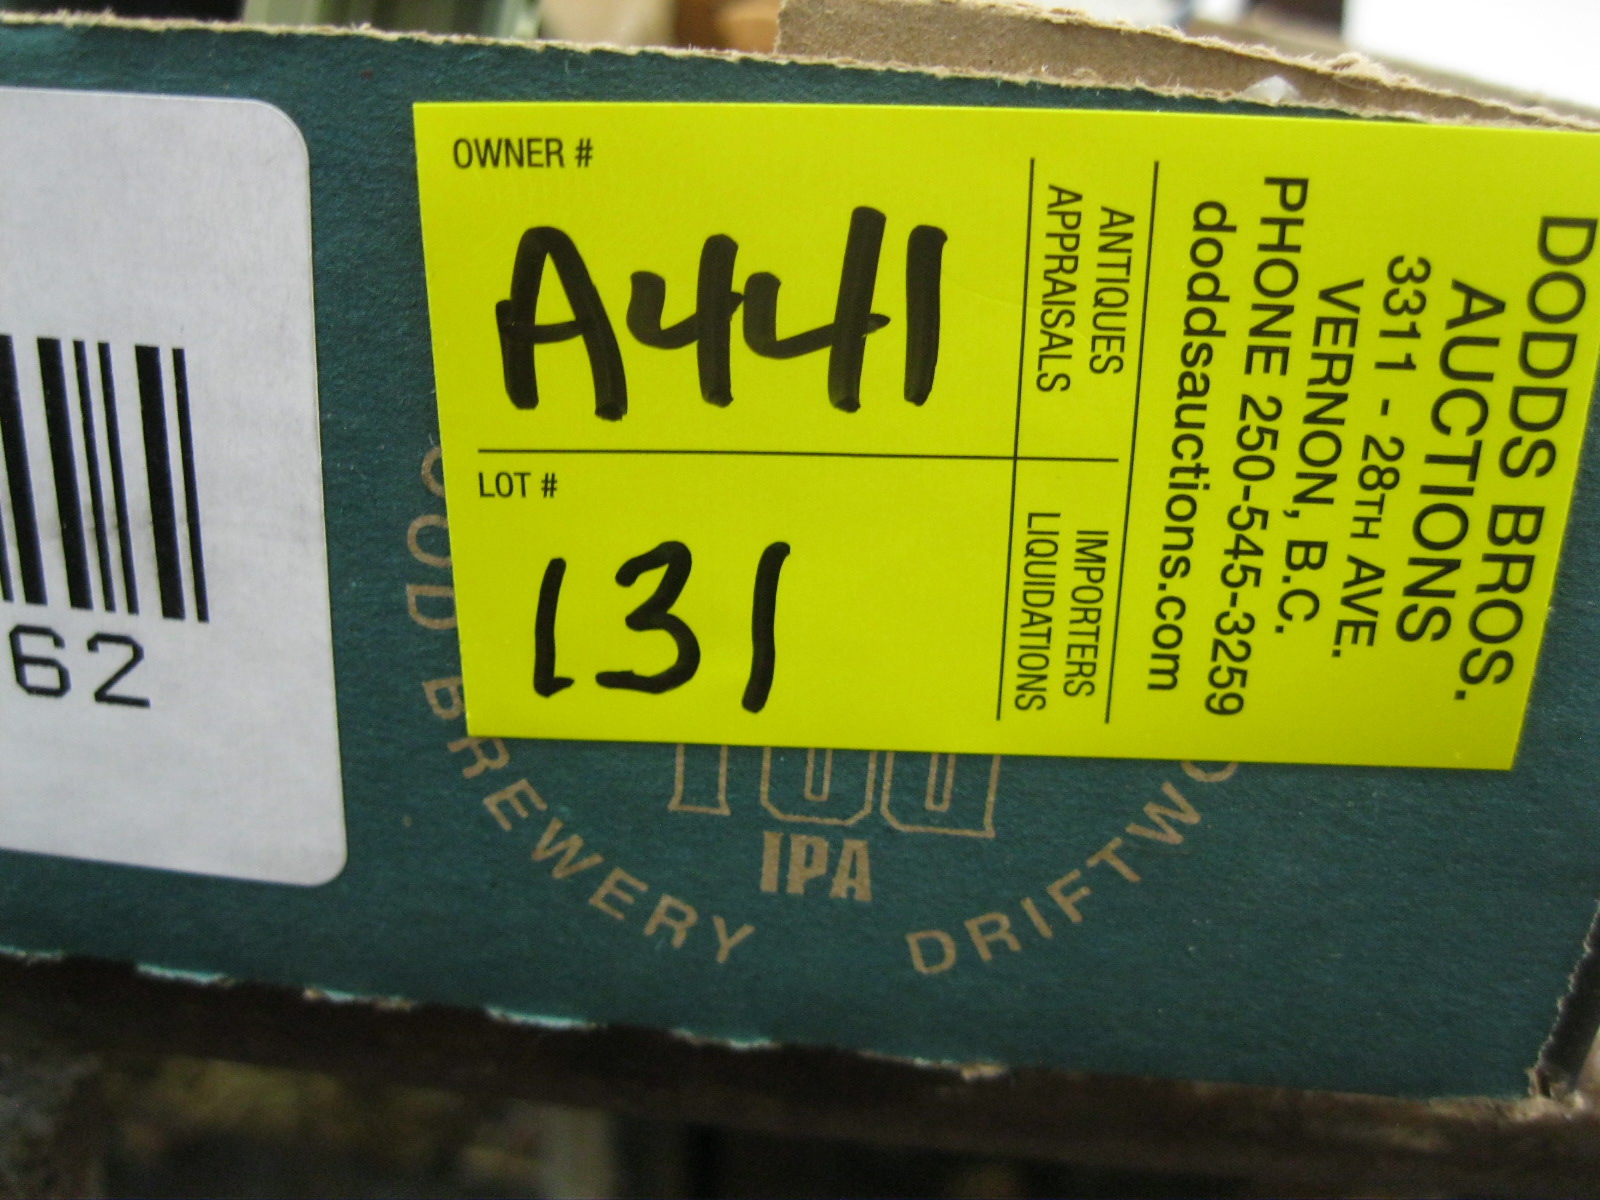 OWNER #
A441
LOT #
131
ANTIQUES
APPRAISALS
IMPORTERS
LIQUIDATIONS
DODDS BROS.
AUCTIONS
3311 - 28TH AVE.
VERNON, B.C.
PHONE 250-545-3259
doddsauctions.com
62
IPA
BREWERY